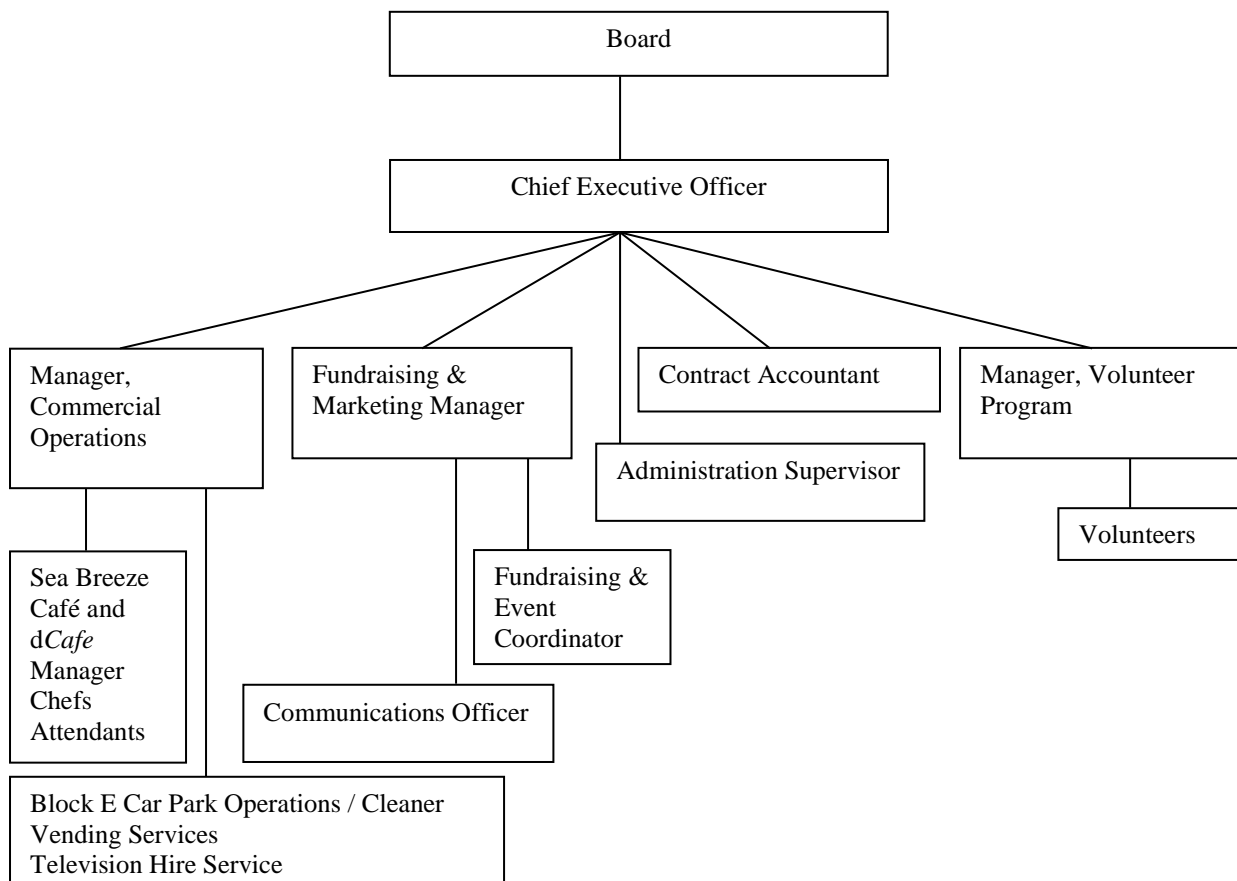 Board
Chief Executive Officer
Manager,
Commercial
Operations
Fundraising &
Marketing Manager
Contract Accountant
Manager, Volunteer
Program
Administration Supervisor
Volunteers
Sea Breeze
Café and
dCafe
Manager
Chefs
Attendants
Fundraising &
Event
Coordinator
Communications Officer
Block E Car Park Operations / Cleaner
Vending Services
Television Hire Service